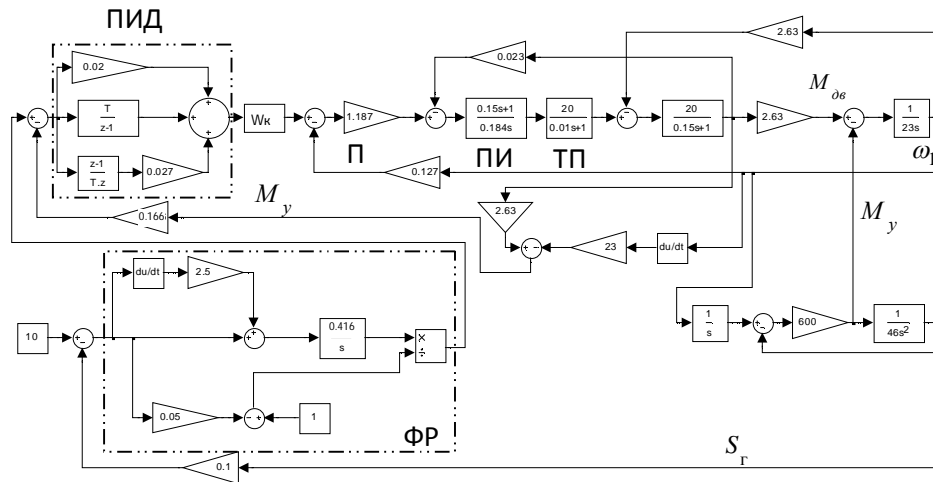 ПИД
0.02
T
z-1
z-1
T.z
0.027
Wк
1.187
П
0.023
0.15s+1
0.184s
ПИ
20
0.01s+1
ТП
2.63
20
0.15s+1
2.63
M дв
1
23s
0.127
0.166
M у
2.63
23
du/dt
ω
M у
1
s
600
1
46s²
du/dt
2.5
10
0.416
s
×
÷
0.05
1
ФР
0.1
S г